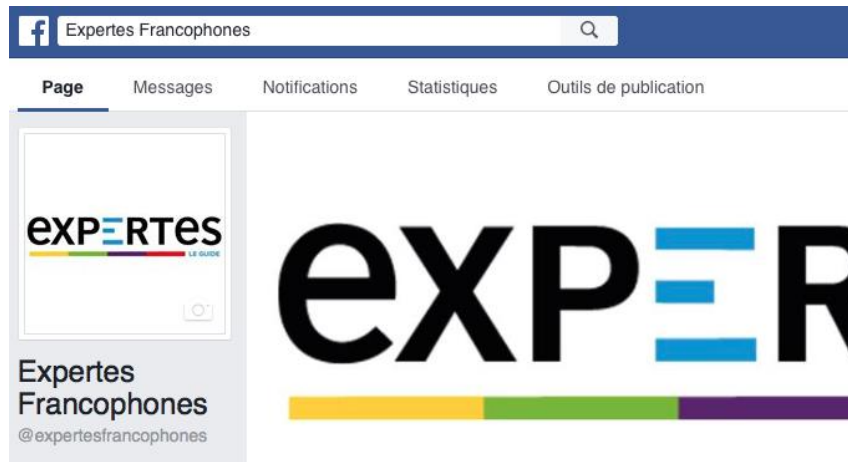 f Expertes Francophones
Page Messages Notifications Statistiques Outils de publication
eXPERTes
LE GUIDE
eXPER
Expertes
Francophones
@expertesfrancophones